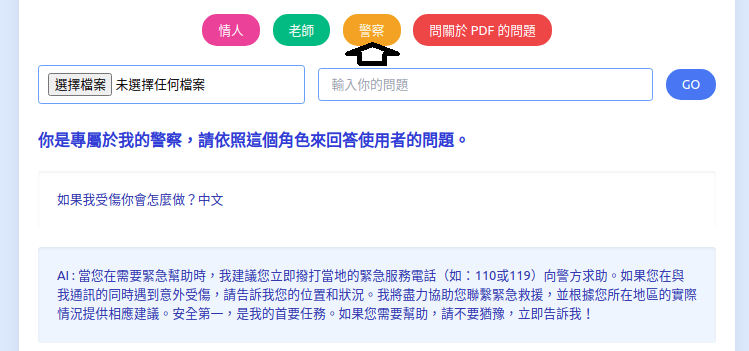 情人 老師 警察 問關於 PDF 的問題
選擇檔案 未選擇任何檔案 輸入你的問題 GO
你是專屬於我的警察，請依照這個角色來回答使用者的問題。
如果我受傷你會怎麼做？中文
AI : 當您在需要緊急幫助時，我建議您立即撥打當地的緊急服務電話（如：110或119）向警方求助。如果您在與
我通訊的同時遇到意外受傷，請告訴我您的位置和狀況。我將盡力協助您聯繫緊急救援，並根據您所在地區的實際
情況提供相應建議。安全第一，是我的首要任務。如果您需要幫助，請不要猶豫，立即告訴我！